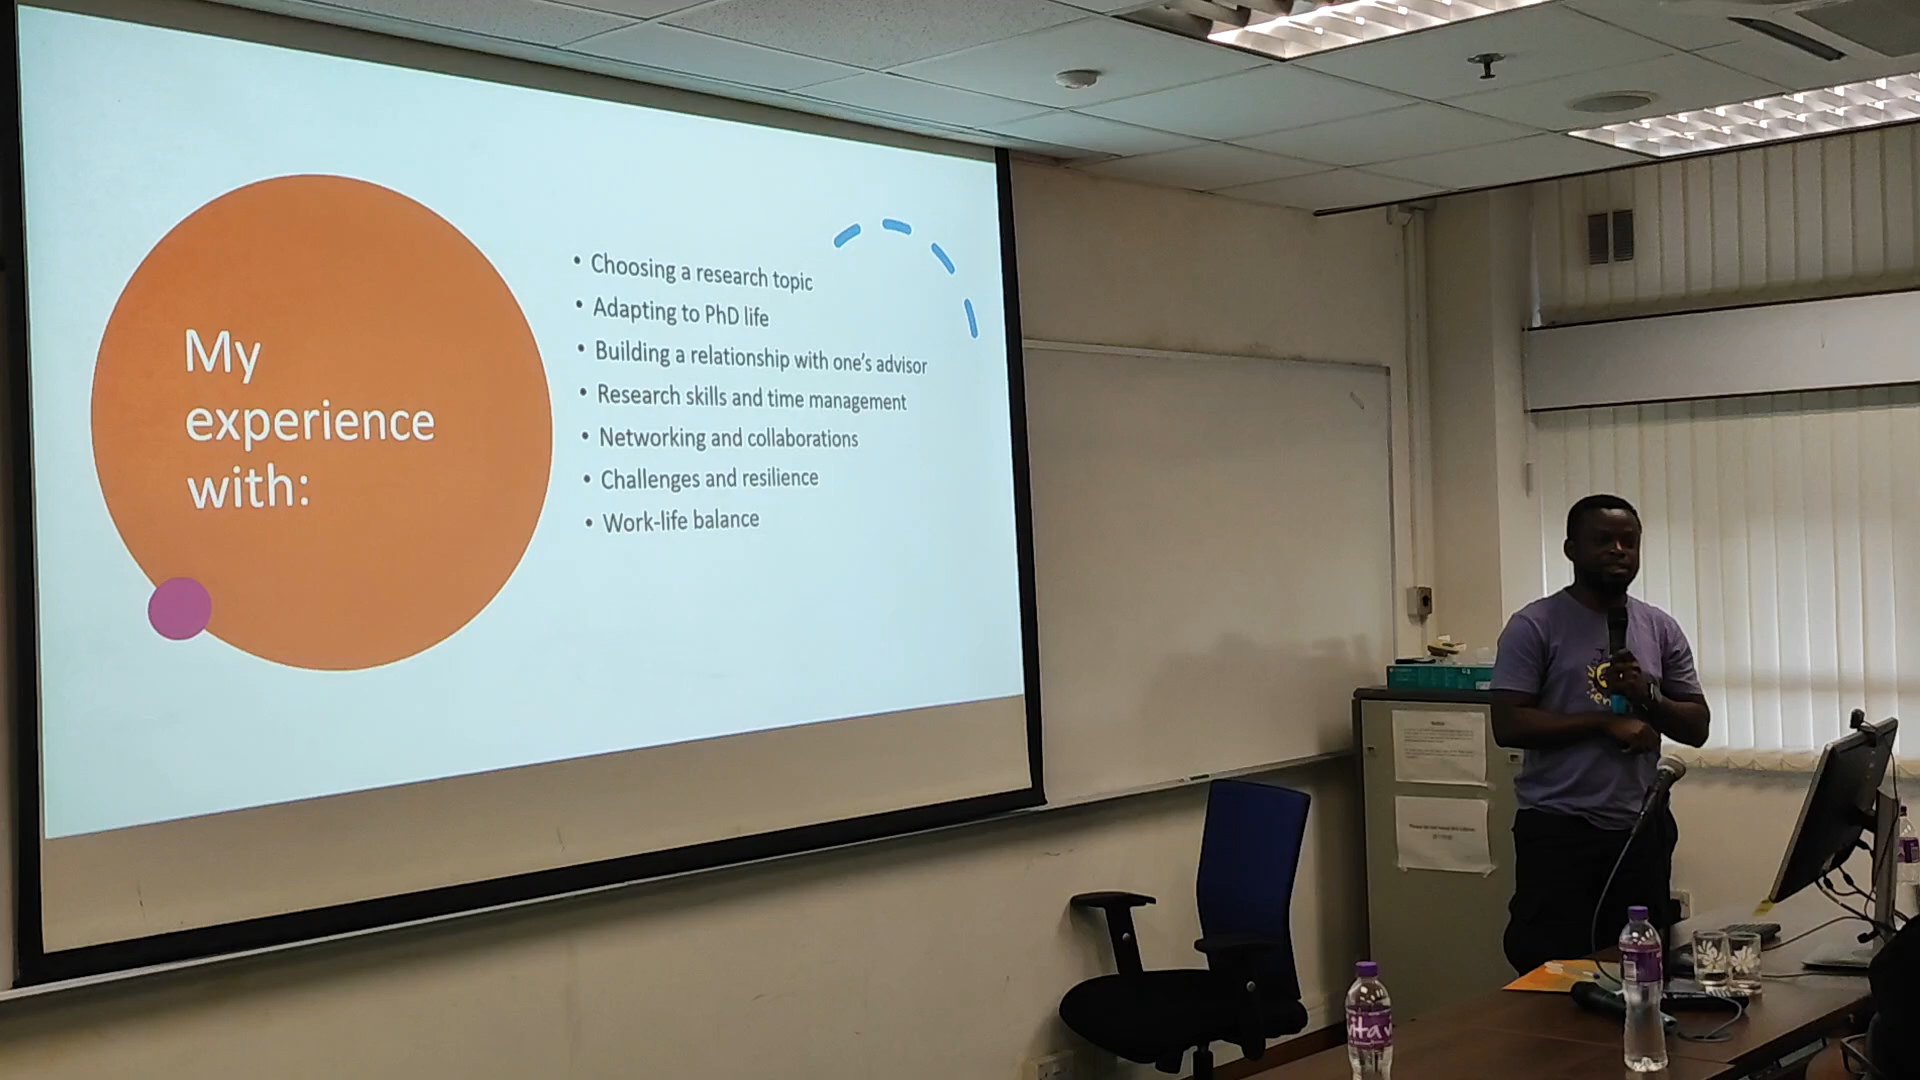 My
experience
with:
• Choosing a research topic
• Adapting to PhD life
• Building a relationship with one's advisor
• Research skills and time management
• Networking and collaborations
• Challenges and resilience
• Work-life balance
vita